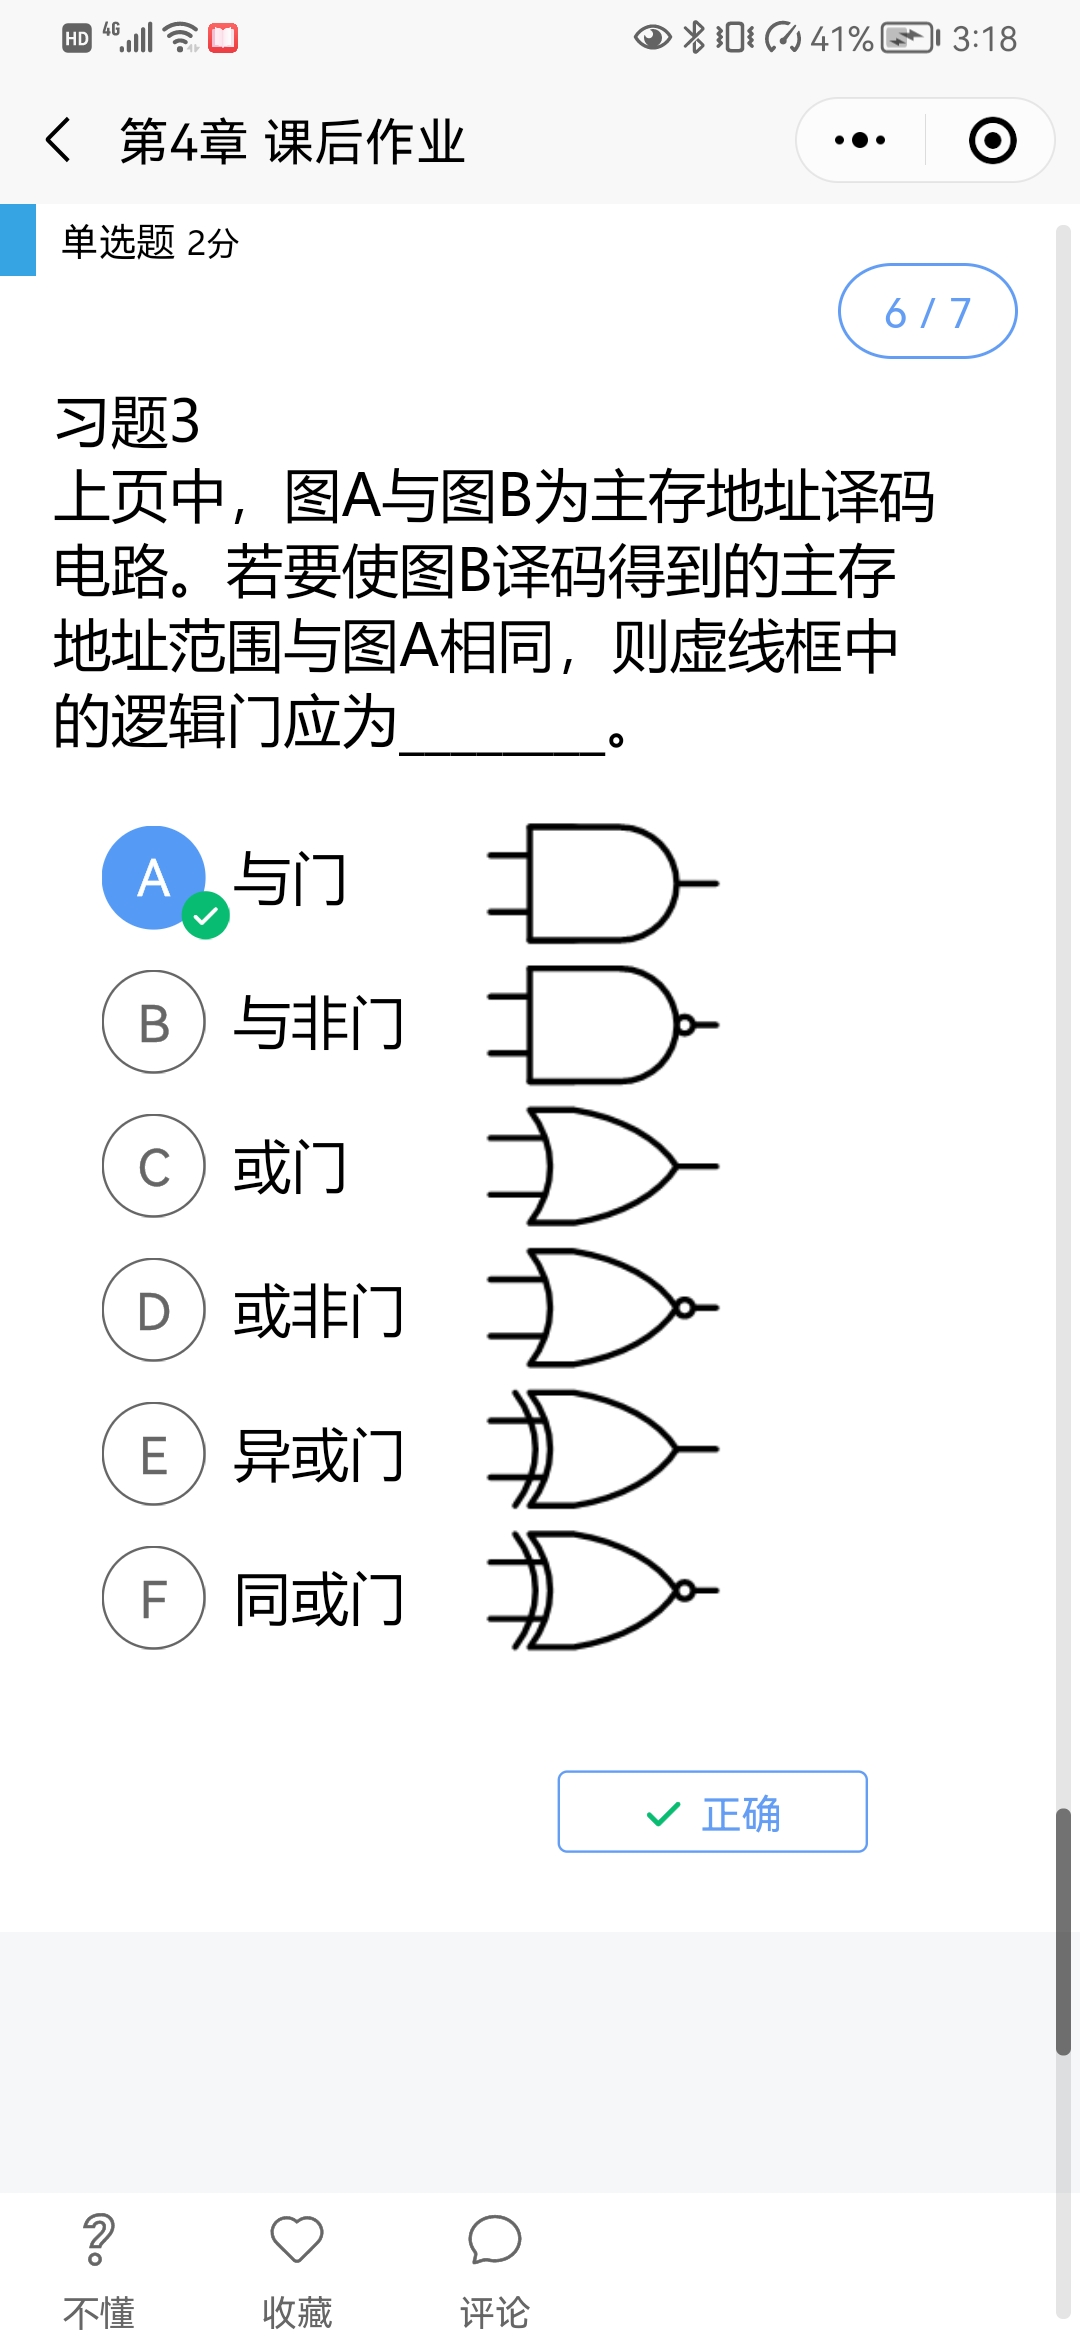 HD 4G 41% 3:18
第4章 课后作业
单选题 2分
6 / 7
习题3
上页中，图A与图B为主存地址译码
电路。若要使图B译码得到的主存
地址范围与图A相同，则虚线框中
的逻辑门应为________。
A 与门
B 与非门
C 或门
D 或非门
E 异或门
F 同或门
正确
不懂 收藏 评论